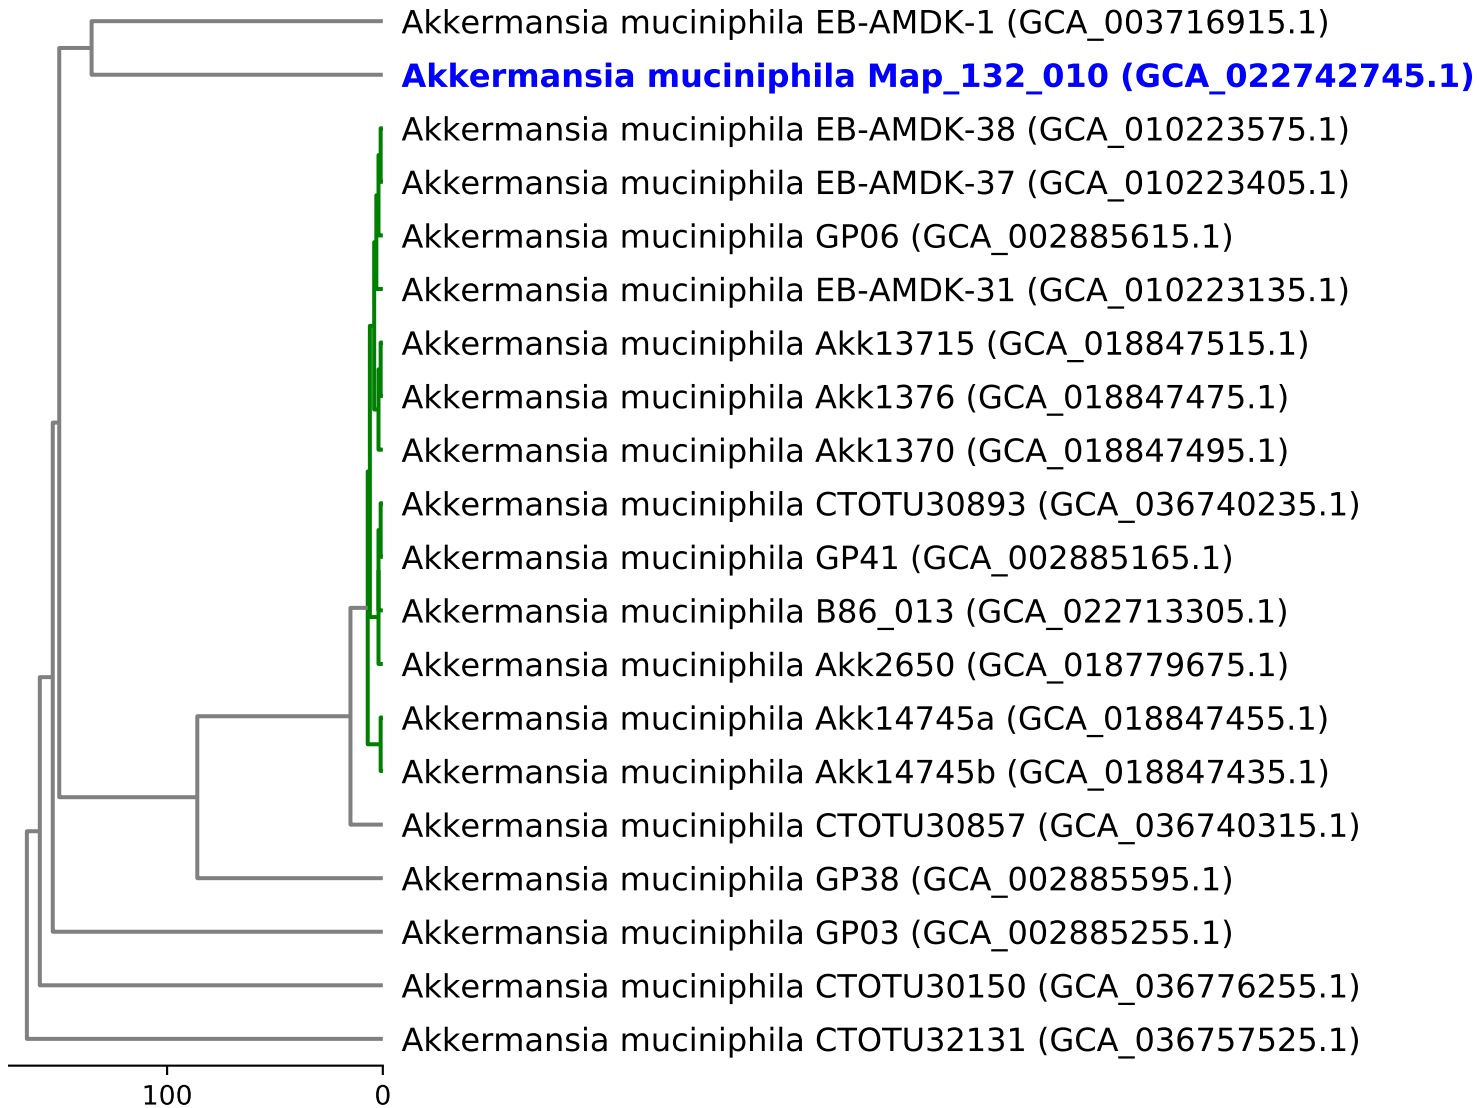 Akkermansia muciniphila EB-AMDK-1 (GCA_003716915.1)
Akkermansia muciniphila Map_132_010 (GCA_022742745.1)
Akkermansia muciniphila EB-AMDK-38 (GCA_010223575.1)
Akkermansia muciniphila EB-AMDK-37 (GCA_010223405.1)
Akkermansia muciniphila GP06 (GCA_002885615.1)
Akkermansia muciniphila EB-AMDK-31 (GCA_010223135.1)
Akkermansia muciniphila Akk13715 (GCA_018847515.1)
Akkermansia muciniphila Akk1376 (GCA_018847475.1)
Akkermansia muciniphila Akk1370 (GCA_018847495.1)
Akkermansia muciniphila CTOTU30893 (GCA_036740235.1)
Akkermansia muciniphila GP41 (GCA_002885165.1)
Akkermansia muciniphila B86_013 (GCA_022713305.1)
Akkermansia muciniphila Akk2650 (GCA_018779675.1)
Akkermansia muciniphila Akk14745a (GCA_018847455.1)
Akkermansia muciniphila Akk14745b (GCA_018847435.1)
Akkermansia muciniphila CTOTU30857 (GCA_036740315.1)
Akkermansia muciniphila GP38 (GCA_002885595.1)
Akkermansia muciniphila GP03 (GCA_002885255.1)
Akkermansia muciniphila CTOTU30150 (GCA_036776255.1)
Akkermansia muciniphila CTOTU32131 (GCA_036757525.1)
100 0